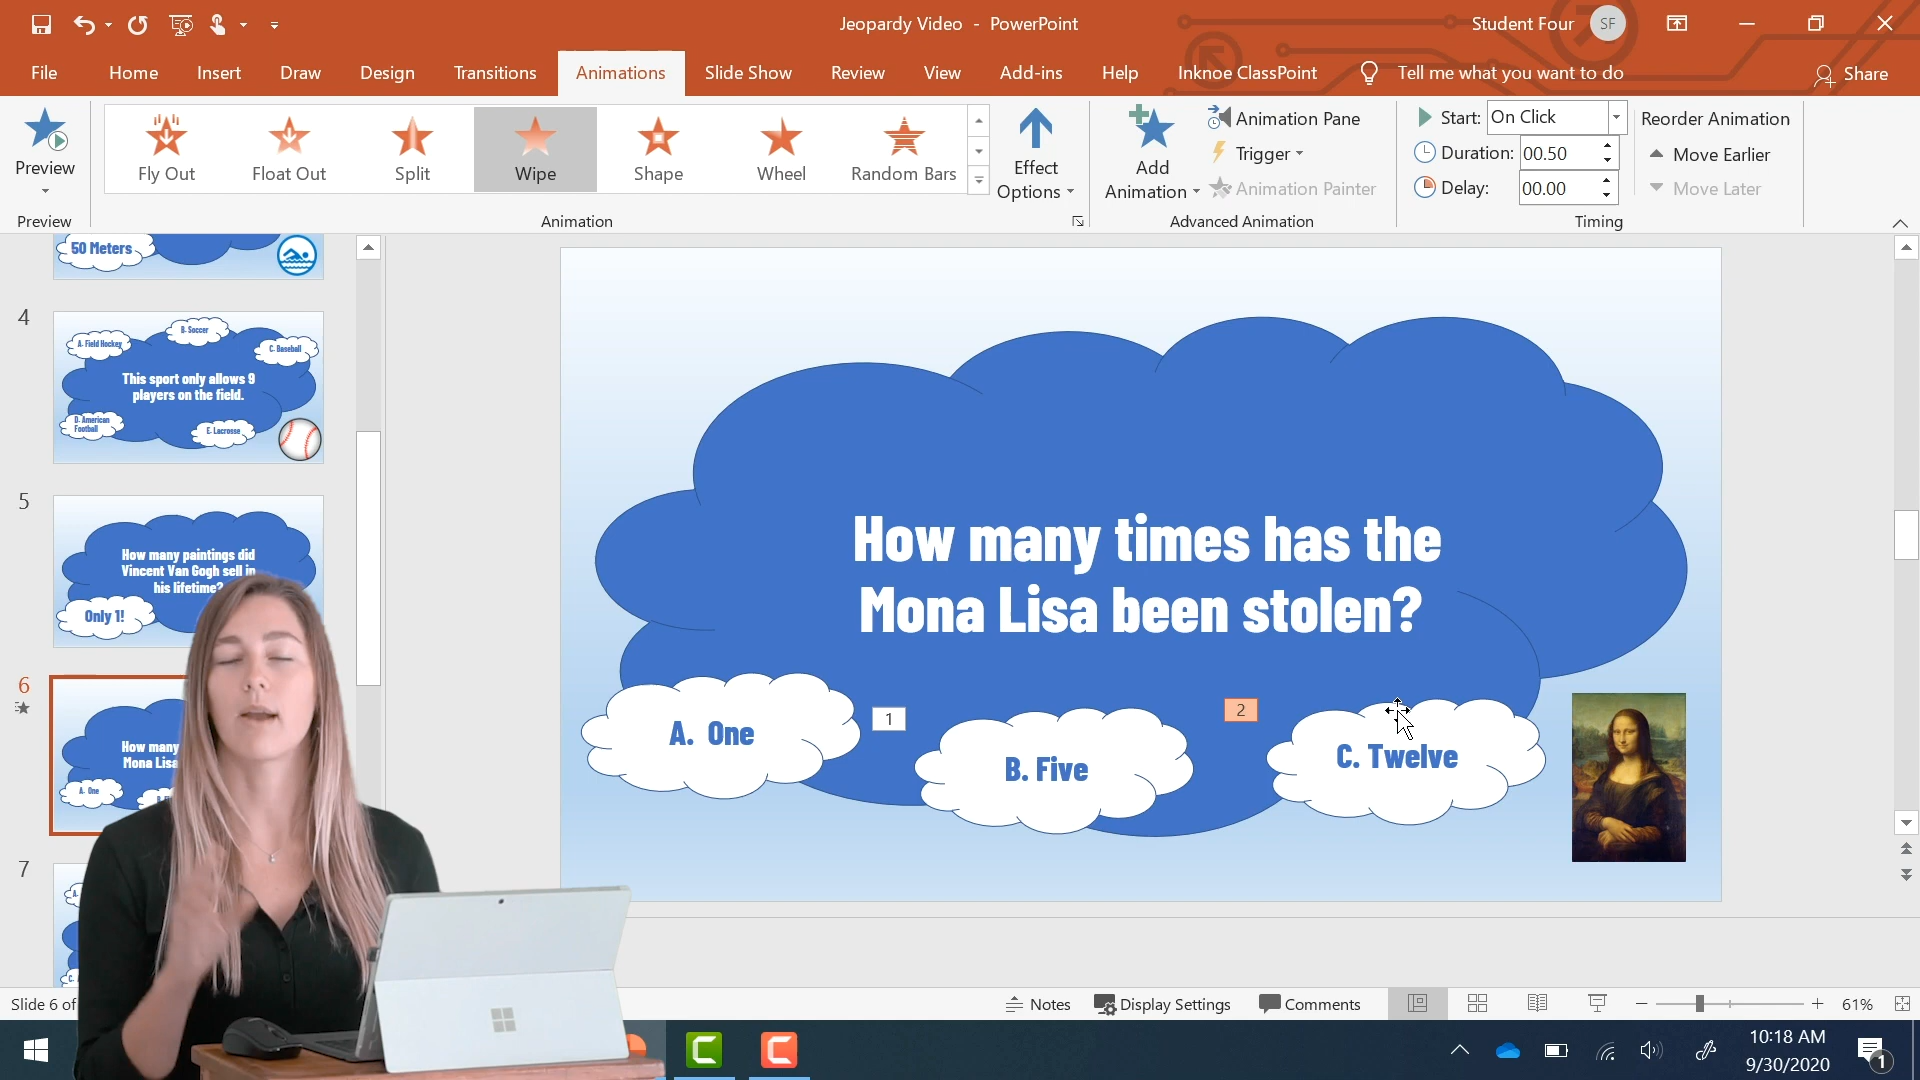 Jeopardy Video - PowerPoint
Student Four
SF
File
Home
Insert
Draw
Design
Transitions
Animations
Slide Show
Review
View
Add-ins
Help
Inknoe ClassPoint
Tell me what you want to do
Share
Preview
Fly Out
Float Out
Split
Wipe
Shape
Wheel
Random Bars
Effect
Options
Add
Animation
Animation Pane
Trigger
Animation Painter
Start:
On Click
Duration:
00.50
Delay:
00.00
Reorder Animation
Move Earlier
Move Later
Preview
Animation
Advanced Animation
Timing
50 Meters
4
A. Field Hockey
B. Soccer
C. Baseball
This sport only allows 9
players on the field.
D. American
Football
E. Lacrosse
5
How many paintings did
Vincent Van Gogh sell in
his lifetime?
Only 1!
6
How many
Mona Lisa
A. One
7
How many times has the
Mona Lisa been stolen?
A. One
1
B. Five
2
C. Twelve
Slide 6 of
Notes
Display Settings
Comments
61%
10:18 AM
9/30/2020
1